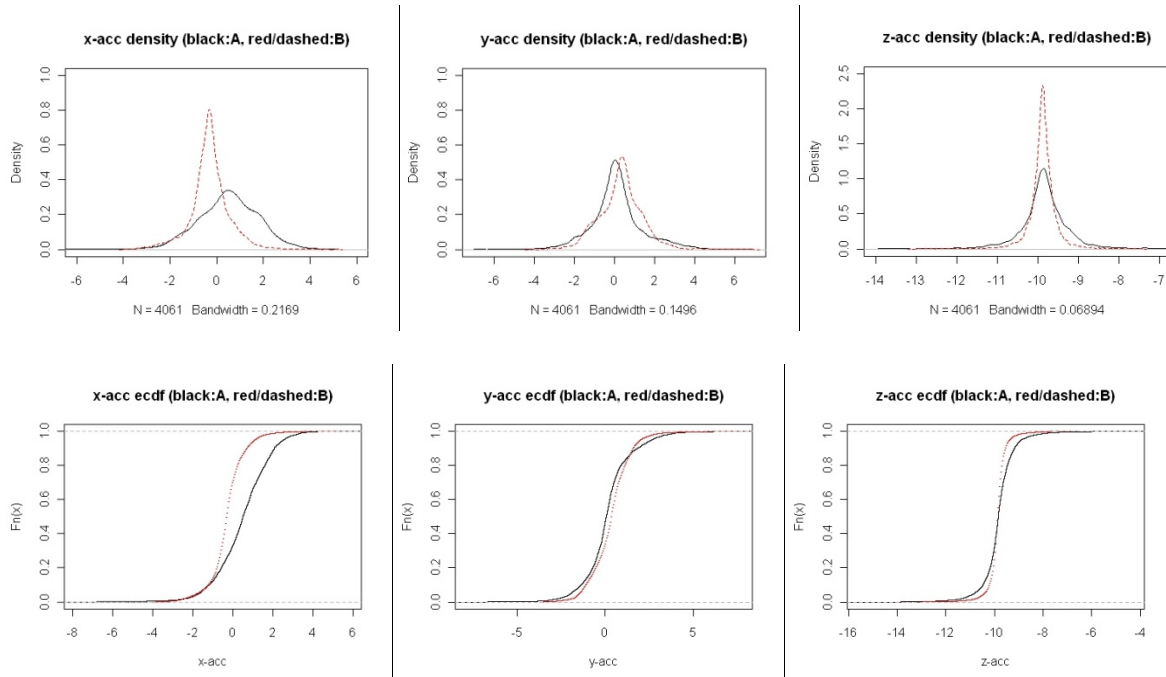 x-acc density (black:A, red/dashed:B)
Density
0.0 0.2 0.4 0.6 0.8 1.0
-6 -4 -2 0 2 4 6
N = 4061 Bandwidth = 0.2169
y-acc density (black:A, red/dashed:B)
Density
0.0 0.2 0.4 0.6 0.8 1.0
-6 -4 -2 0 2 4 6
N = 4061 Bandwidth = 0.1496
z-acc density (black:A, red/dashed:B)
Density
0.0 0.5 1.0 1.5 2.0 2.5
-14 -13 -12 -11 -10 -9 -8 -7
N = 4061 Bandwidth = 0.06894
x-acc ecdf (black:A, red/dashed:B)
Fn(x)
0.0 0.2 0.4 0.6 0.8 1.0
-8 -6 -4 -2 0 2 4 6
x-acc
y-acc ecdf (black:A, red/dashed:B)
Fn(x)
0.0 0.2 0.4 0.6 0.8 1.0
-5 0 5
y-acc
z-acc ecdf (black:A, red/dashed:B)
Fn(x)
0.0 0.2 0.4 0.6 0.8 1.0
-16 -14 -12 -10 -8 -6 -4
z-acc